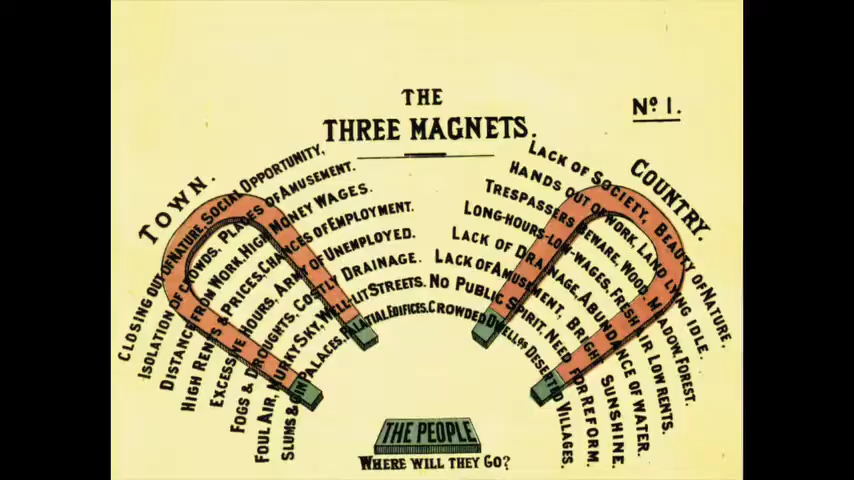 THE
THREE MAGNETS.
Nº 1.
TOWN.
CLOSING OUT OF NATURE. SOCIAL OPPORTUNITY.
ISOLATION OF CROWDS. PLACES OF AMUSEMENT.
DISTANCE FROM WORK. HIGH MONEY WAGES.
HIGH RENTS & PRICES. CHANCES OF EMPLOYMENT.
EXCESSIVE HOURS, ARMY OF UNEMPLOYED.
FOGS & DROUGHTS. COSTLY DRAINAGE.
FOUL AIR, MURKY SKY. WELL-LIT STREETS.
SLUMS & GIN PALACES. PALATIAL EDIFICES.
COUNTRY.
LACK OF SOCIETY, BEAUTY OF NATURE,
HANDS OUT OF WORK, LAND LYING IDLE.
TRESPASSERS BEWARE, WOOD, MEADOW, FOREST.
LONG-HOURS-LOW-WAGES, FRESH AIR. LOW RENTS.
LACK OF DRAINAGE. ABUNDANCE OF WATER.
LACK OF AMUSEMENT, BRIGHT SUNSHINE.
NO PUBLIC SPIRIT. NEED FOR REFORM.
CROWDED DWELLGS DESERTED VILLAGES.
THE PEOPLE
WHERE WILL THEY GO?